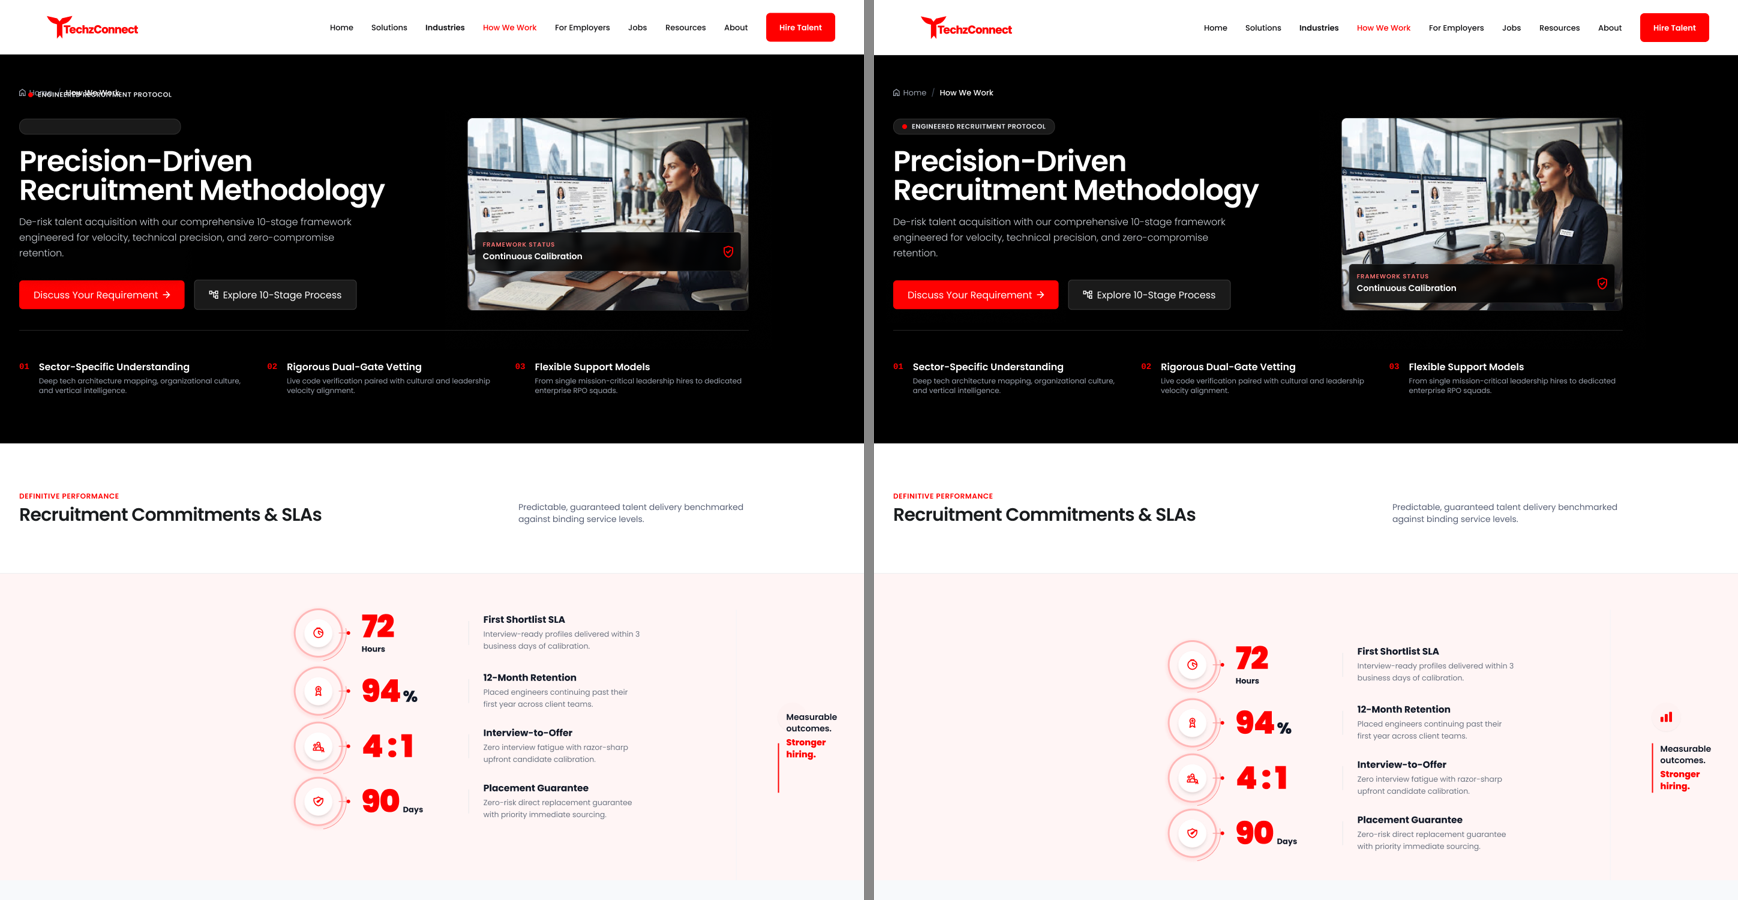 TechzConnect
Home Solutions Industries How We Work For Employers Jobs Resources About Hire Talent
Home / How We Work
ENGINEERED RECRUITMENT PROTOCOL
Precision-Driven
Recruitment Methodology
De-risk talent acquisition with our comprehensive 10-stage framework
engineered for velocity, technical precision, and zero-compromise
retention.
Discuss Your Requirement
Explore 10-Stage Process
FRAMEWORK STATUS
Continuous Calibration
01 Sector-Specific Understanding
Deep tech architecture mapping, organizational culture,
and vertical intelligence.
02 Rigorous Dual-Gate Vetting
Live code verification paired with cultural and leadership
velocity alignment.
03 Flexible Support Models
From single mission-critical leadership hires to dedicated
enterprise RPO squads.
DEFINITIVE PERFORMANCE
Recruitment Commitments & SLAs
Predictable, guaranteed talent delivery benchmarked
against binding service levels.
72
Hours
First Shortlist SLA
Interview-ready profiles delivered within 3
business days of calibration.
94 %
12-Month Retention
Placed engineers continuing past their
first year across client teams.
4:1
Interview-to-Offer
Zero interview fatigue with razor-sharp
upfront candidate calibration.
90 Days
Placement Guarantee
Zero-risk direct replacement guarantee
with priority immediate sourcing.
Measurable
outcomes.
Stronger
hiring.
TechzConnect
Home Solutions Industries How We Work For Employers Jobs Resources About Hire Talent
Home / How We Work
ENGINEERED RECRUITMENT PROTOCOL
Precision-Driven
Recruitment Methodology
De-risk talent acquisition with our comprehensive 10-stage framework
engineered for velocity, technical precision, and zero-compromise
retention.
Discuss Your Requirement
Explore 10-Stage Process
FRAMEWORK STATUS
Continuous Calibration
01 Sector-Specific Understanding
Deep tech architecture mapping, organizational culture,
and vertical intelligence.
02 Rigorous Dual-Gate Vetting
Live code verification paired with cultural and leadership
velocity alignment.
03 Flexible Support Models
From single mission-critical leadership hires to dedicated
enterprise RPO squads.
DEFINITIVE PERFORMANCE
Recruitment Commitments & SLAs
Predictable, guaranteed talent delivery benchmarked
against binding service levels.
72
Hours
First Shortlist SLA
Interview-ready profiles delivered within 3
business days of calibration.
94 %
12-Month Retention
Placed engineers continuing past their
first year across client teams.
4:1
Interview-to-Offer
Zero interview fatigue with razor-sharp
upfront candidate calibration.
90 Days
Placement Guarantee
Zero-risk direct replacement guarantee
with priority immediate sourcing.
Measurable
outcomes.
Stronger
hiring.